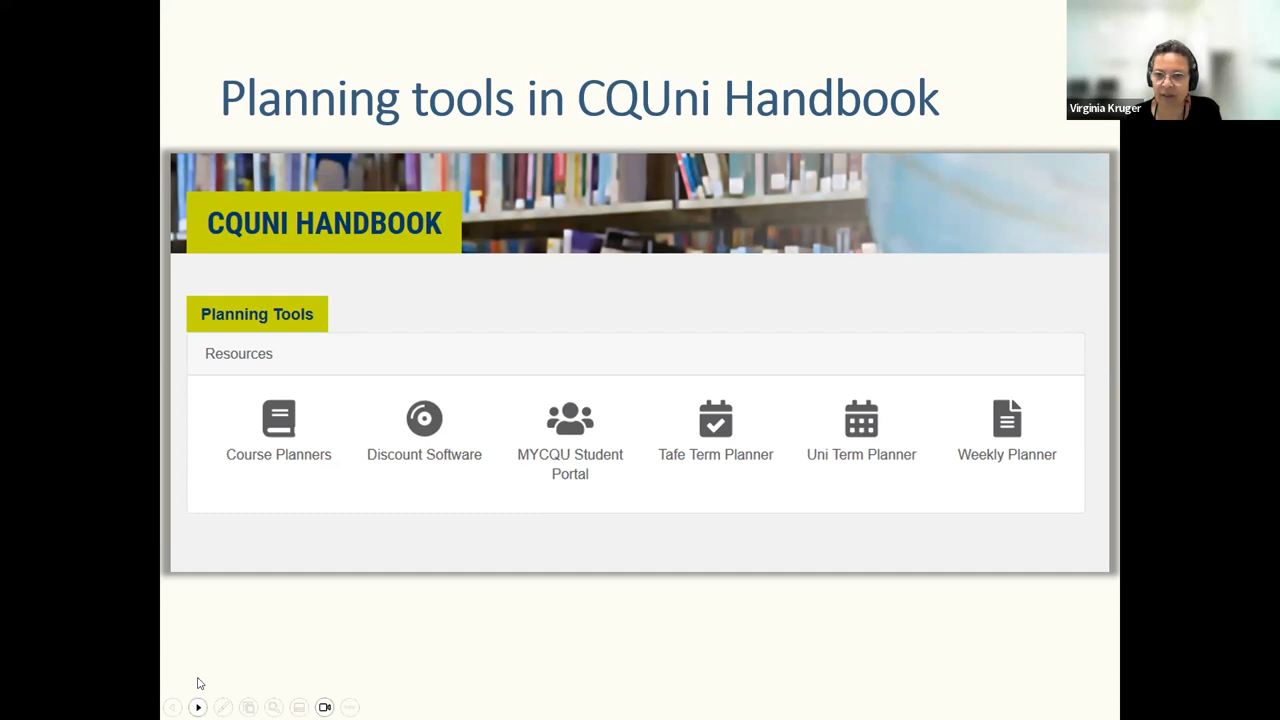 Planning tools in CQUni Handbook
Virginia Kruger
CQUNI HANDBOOK
Planning Tools
Resources
Course Planners
Discount Software
MYCQU Student
Portal
Tafe Term Planner
Uni Term Planner
Weekly Planner